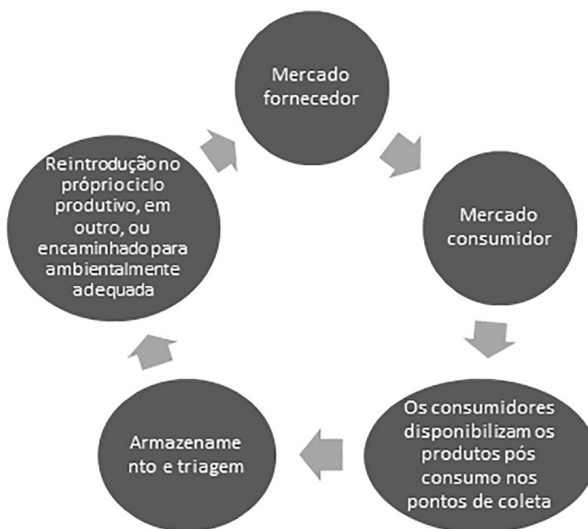 Mercado
fornecedor
Mercado
consumidor
Os consumidores
disponibilizam os
produtos pós
consumo nos
pontos de coleta
Armazename
nto e triagem
Reintrodução no
próprio ciclo
produtivo, em
outro, ou
encaminhado para
ambientalmente
adequada